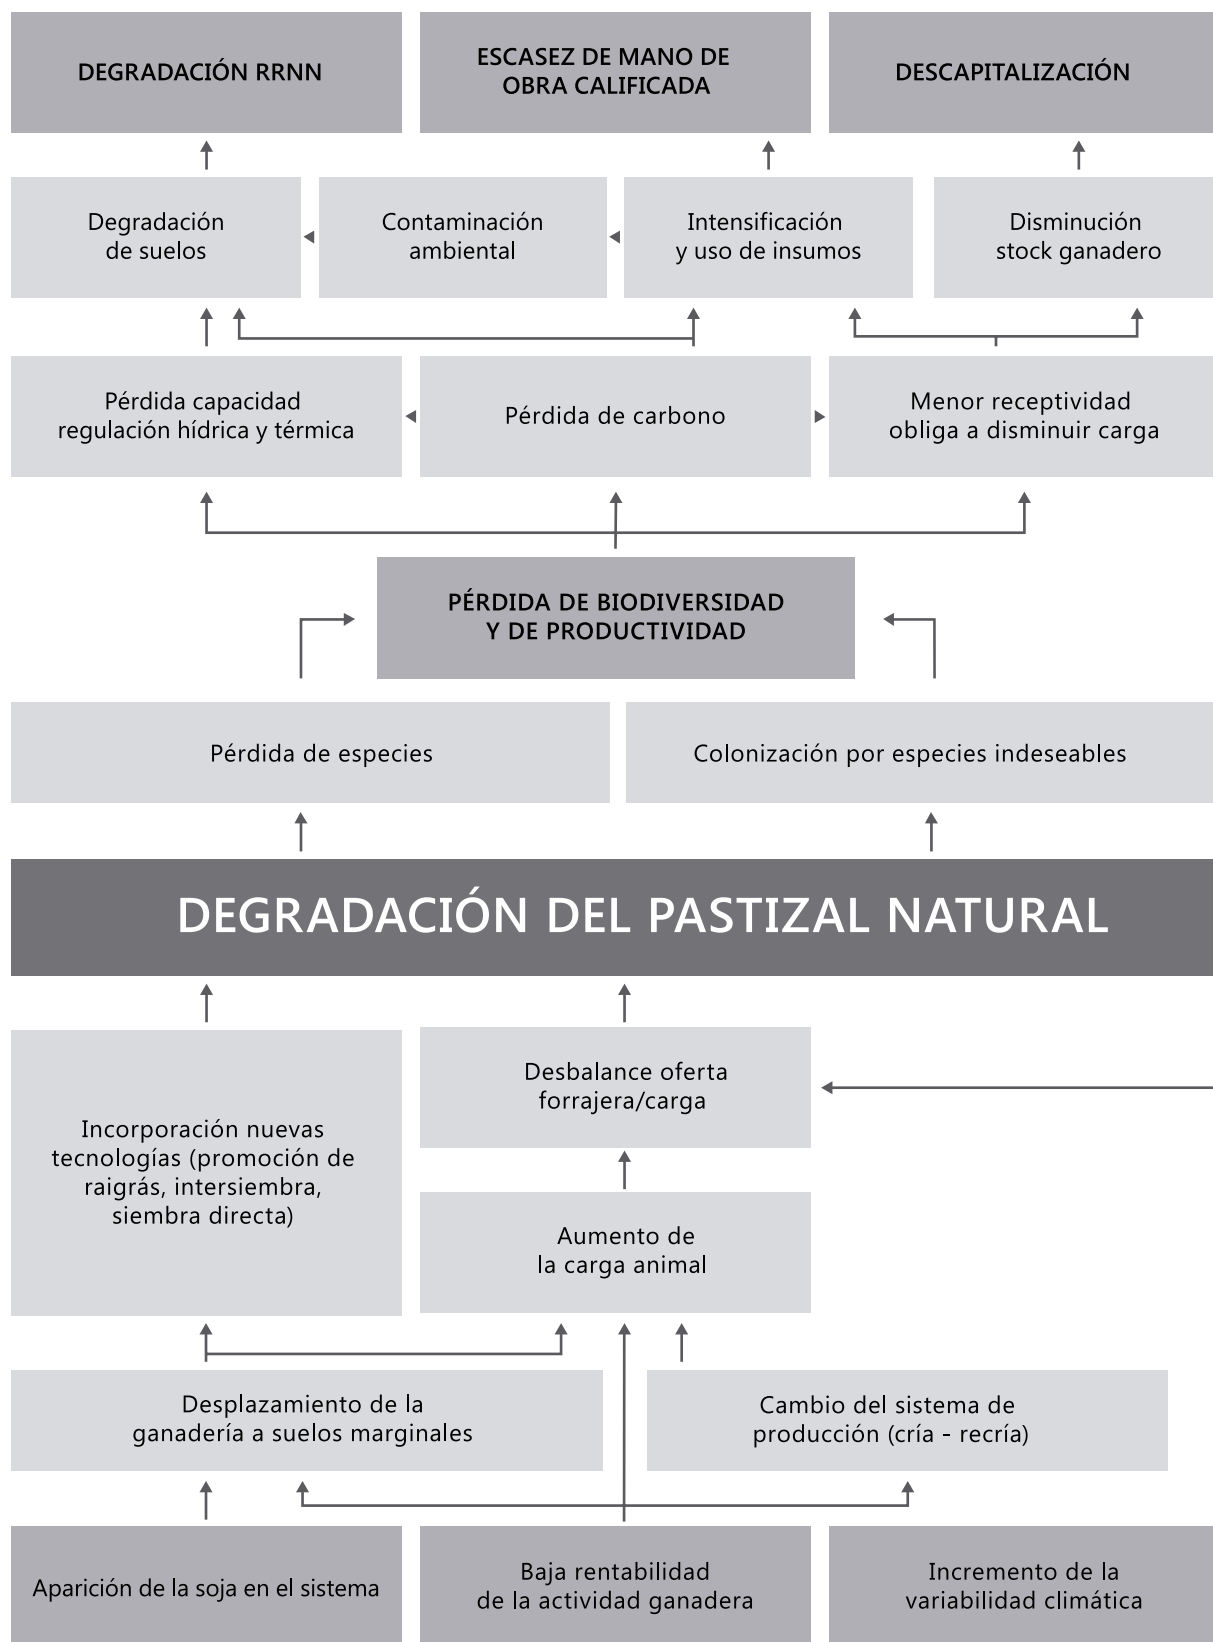 DEGRADACIÓN RRNN
ESCASEZ DE MANO DE
OBRA CALIFICADA
DESCAPITALIZACIÓN
Degradación
de suelos
Contaminación
ambiental
Intensificación
y uso de insumos
Disminución
stock ganadero
Pérdida capacidad
regulación hídrica y térmica
Pérdida de carbono
Menor receptividad
obliga a disminuir carga
PÉRDIDA DE BIODIVERSIDAD
Y DE PRODUCTIVIDAD
Pérdida de especies
Colonización por especies indeseables
DEGRADACIÓN DEL PASTIZAL NATURAL
Incorporación nuevas
tecnologías (promoción de
raigrás, intersiembra,
siembra directa)
Desbalance oferta
forrajera/carga
Aumento de
la carga animal
Desplazamiento de la
ganadería a suelos marginales
Cambio del sistema de
producción (cría - recría)
Aparición de la soja en el sistema
Baja rentabilidad
de la actividad ganadera
Incremento de la
variabilidad climática